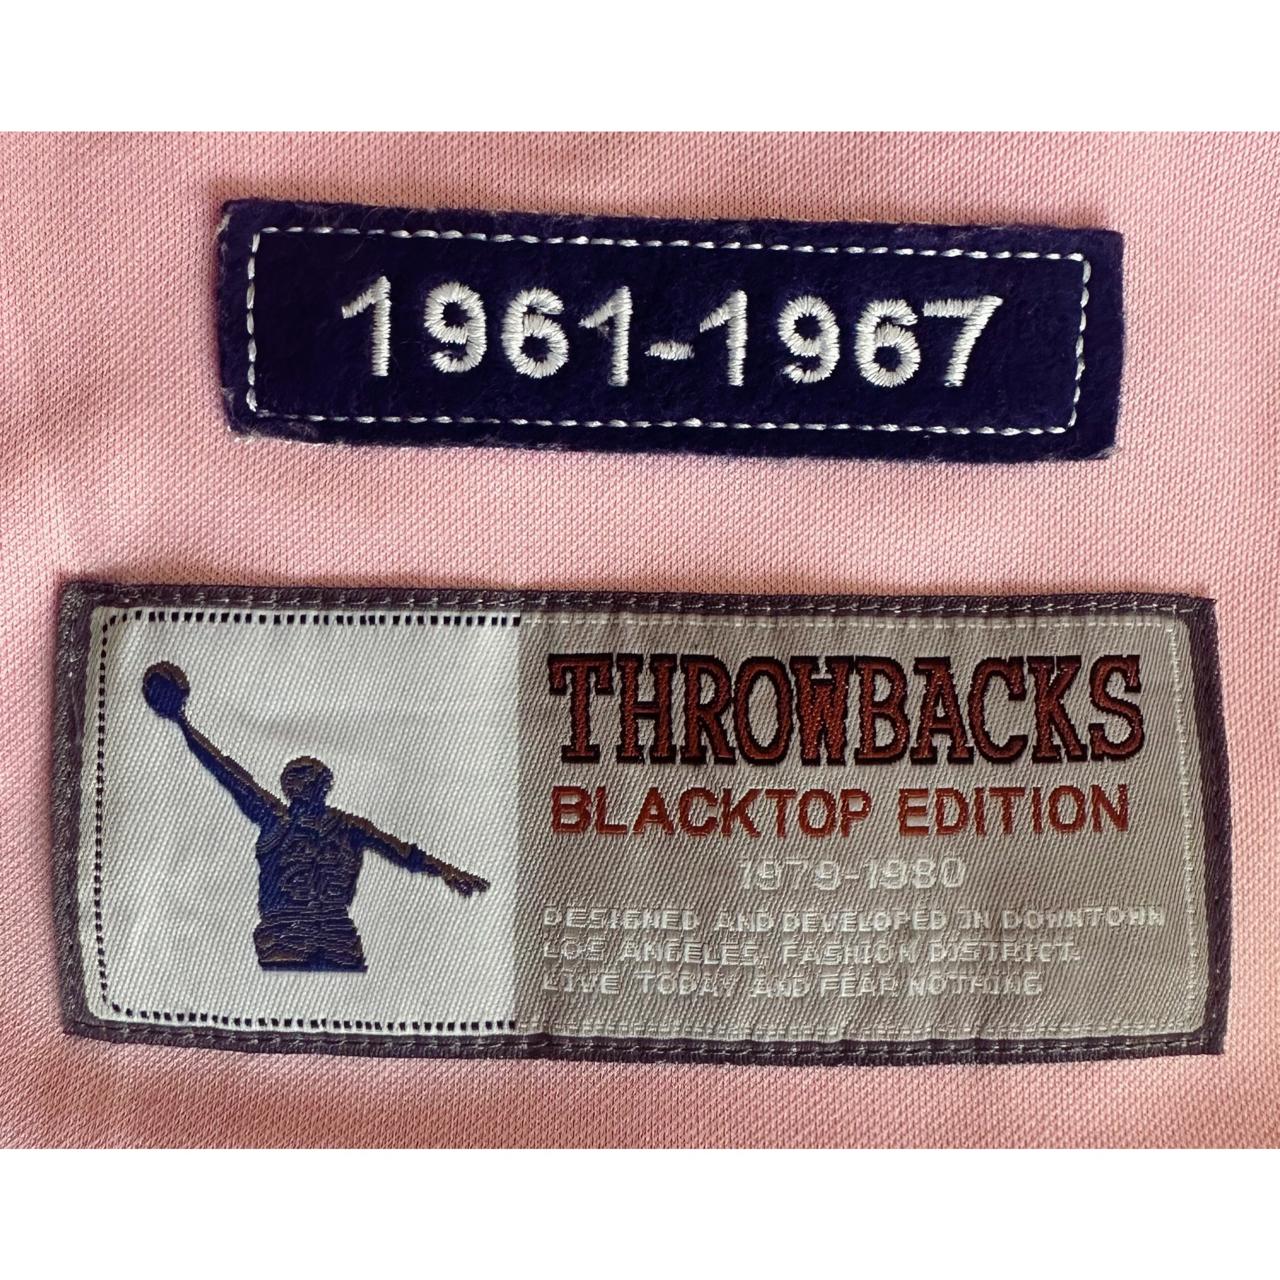 1961-1967
THROWBACKS
BLACKTOP EDITION
1979-1980
DESIGNED AND DEVELOPED IN DOWNTOWN
LOS ANGELES, FASHION DISTRICT.
LIVE TODAY AND FEAR NOTHING